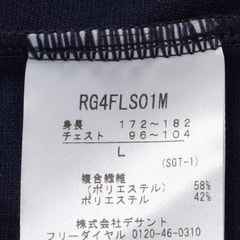 RG4FLS01M
身長 172～182
チェスト 96～104
L
(SGT-1)
複合繊維
(ポリエステル) 58%
ポリエステル 42%
株式会社デサント
フリーダイヤル 0120-46-0310